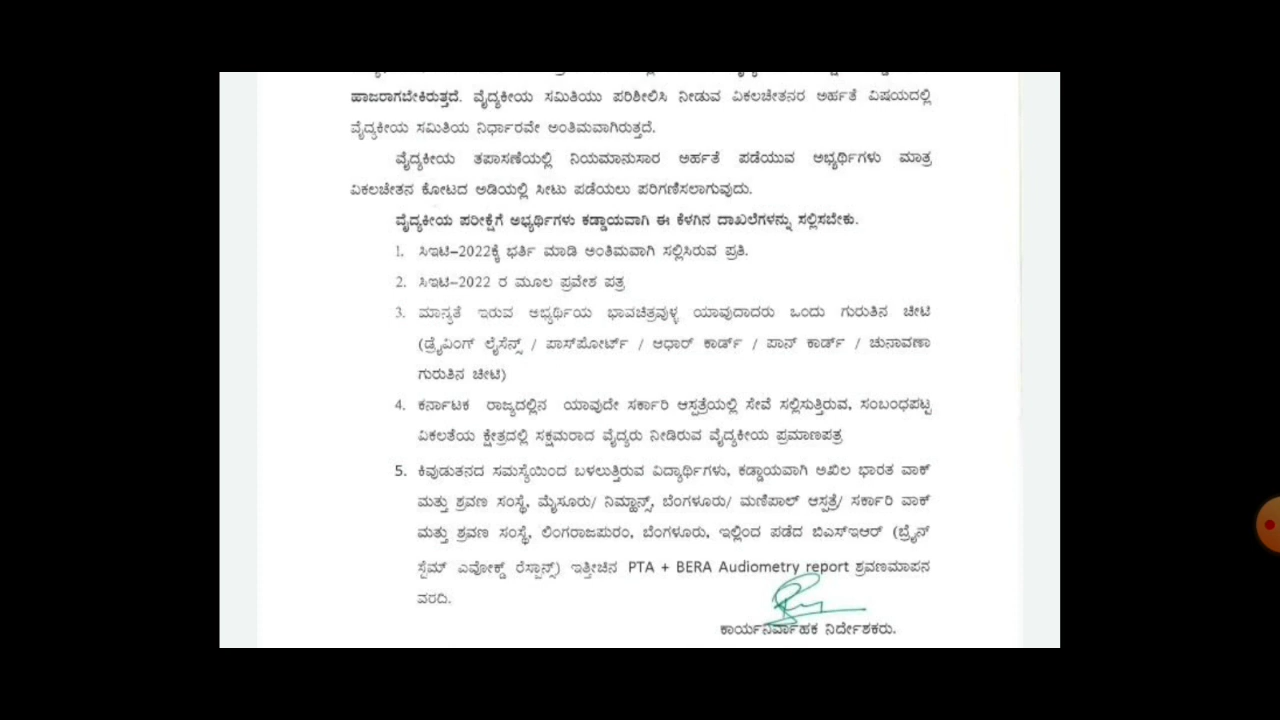 ಹಾಜರಾಗಬೇಕಿರುತ್ತದೆ. ವೈದ್ಯಕೀಯ ಸಮಿತಿಯು ಪರಿಶೀಲಿಸಿ ನೀಡುವ ವಿಕಲಚೇತನರ ಅರ್ಹತೆ ವಿಷಯದಲ್ಲಿ
ವೈದ್ಯಕೀಯ ಸಮಿತಿಯ ನಿರ್ಧಾರವೇ ಅಂತಿಮವಾಗಿರುತ್ತದೆ.
ವೈದ್ಯಕೀಯ ತಪಾಸಣೆಯಲ್ಲಿ ನಿಯಮಾನುಸಾರ ಅರ್ಹತೆ ಪಡೆಯುವ ಅಭ್ಯರ್ಥಿಗಳು ಮಾತ್ರ
ವಿಕಲಚೇತನ ಕೋಟದ ಅಡಿಯಲ್ಲಿ ಸೀಟು ಪಡೆಯಲು ಪರಿಗಣಿಸಲಾಗುವುದು.
ವೈದ್ಯಕೀಯ ಪರೀಕ್ಷೆಗೆ ಅಭ್ಯರ್ಥಿಗಳು ಕಡ್ಡಾಯವಾಗಿ ಈ ಕೆಳಗಿನ ದಾಖಲೆಗಳನ್ನು ಸಲ್ಲಿಸಬೇಕು.
1. ಸಿಇಟಿ–2022ಕ್ಕೆ ಭರ್ತಿ ಮಾಡಿ ಅಂತಿಮವಾಗಿ ಸಲ್ಲಿಸಿರುವ ಪ್ರತಿ.
2. ಸಿಇಟಿ–2022 ರ ಮೂಲ ಪ್ರವೇಶ ಪತ್ರ
3. ಮಾನ್ಯತೆ ಇರುವ ಅಭ್ಯರ್ಥಿಯ ಭಾವಚಿತ್ರವುಳ್ಳ ಯಾವುದಾದರು ಒಂದು ಗುರುತಿನ ಚೀಟಿ
(ಡ್ರೈವಿಂಗ್ ಲೈಸೆನ್ಸ್ / ಪಾಸ್‌ಪೋರ್ಟ್ / ಆಧಾರ್ ಕಾರ್ಡ್ / ಪಾನ್ ಕಾರ್ಡ್ / ಚುನಾವಣಾ
ಗುರುತಿನ ಚೀಟಿ)
4. ಕರ್ನಾಟಕ ರಾಜ್ಯದಲ್ಲಿನ ಯಾವುದೇ ಸರ್ಕಾರಿ ಆಸ್ಪತ್ರೆಯಲ್ಲಿ ಸೇವೆ ಸಲ್ಲಿಸುತ್ತಿರುವ, ಸಂಬಂಧಪಟ್ಟ
ವಿಕಲತೆಯ ಕ್ಷೇತ್ರದಲ್ಲಿ ಸಕ್ಷಮರಾದ ವೈದ್ಯರು ನೀಡಿರುವ ವೈದ್ಯಕೀಯ ಪ್ರಮಾಣಪತ್ರ
5. ಕಿವುಡುತನದ ಸಮಸ್ಯೆಯಿಂದ ಬಳಲುತ್ತಿರುವ ವಿದ್ಯಾರ್ಥಿಗಳು, ಕಡ್ಡಾಯವಾಗಿ ಅಖಿಲ ಭಾರತ ವಾಕ್
ಮತ್ತು ಶ್ರವಣ ಸಂಸ್ಥೆ, ಮೈಸೂರು/ ನಿಮ್ಹಾನ್ಸ್, ಬೆಂಗಳೂರು/ ಮಣಿಪಾಲ್ ಆಸ್ಪತ್ರೆ/ ಸರ್ಕಾರಿ ವಾಕ್
ಮತ್ತು ಶ್ರವಣ ಸಂಸ್ಥೆ, ಲಿಂಗರಾಜಪುರಂ, ಬೆಂಗಳೂರು, ಇಲ್ಲಿಂದ ಪಡೆದ ಬಿಎಸ್‌ಇಆರ್ (ಬ್ರೈನ್
ಸ್ಟೆಮ್ ಎವೋಕ್ಡ್ ರೆಸ್ಪಾನ್ಸ್) ಇತ್ತೀಚಿನ PTA + BERA Audiometry report ಶ್ರವಣಮಾಪನ
ವರದಿ.
ಕಾರ್ಯನಿರ್ವಾಹಕ ನಿರ್ದೇಶಕರು.